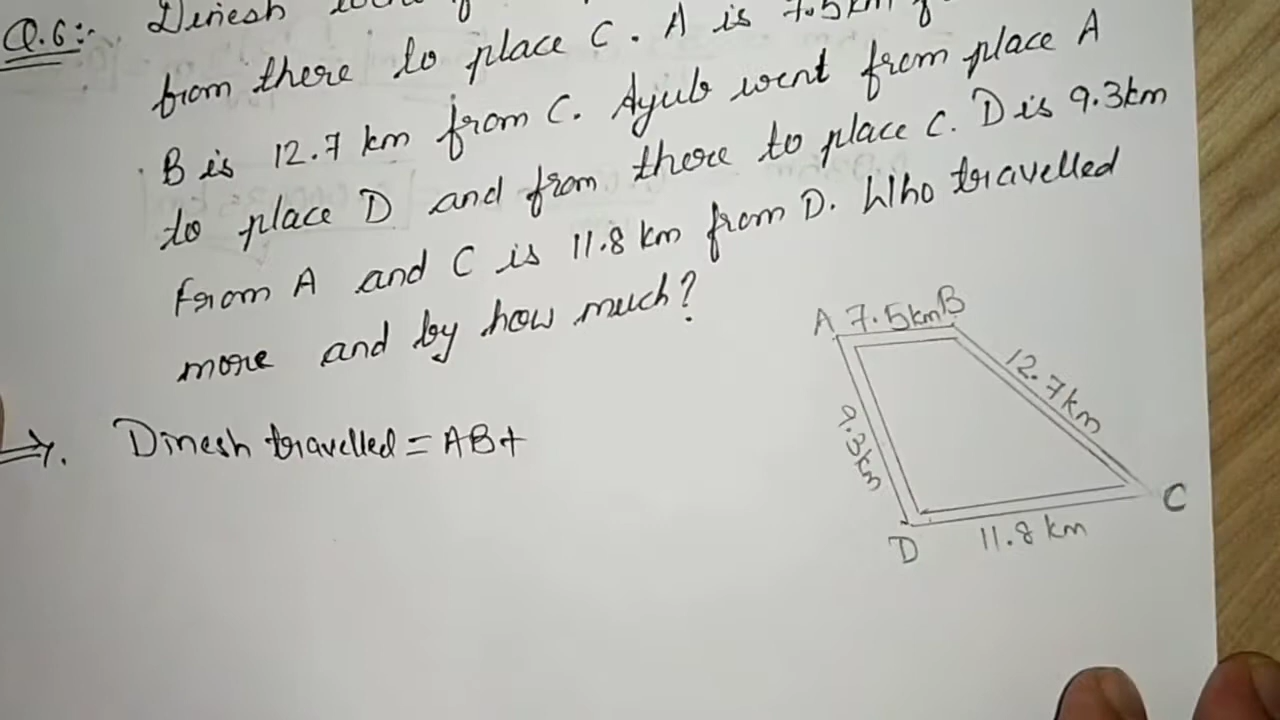 Q.6:- Dinesh
from there to place C. A is 7.5km
B is 12.7 km from C. Ayub went from place A
to place D and from there to place C. D is 9.3km
from A and C is 11.8 km from D. Who travelled
more and by how much?
A 7.5km B
12.7km
9.3km
C
D 11.8 km
⇒. Dinesh travelled = AB+